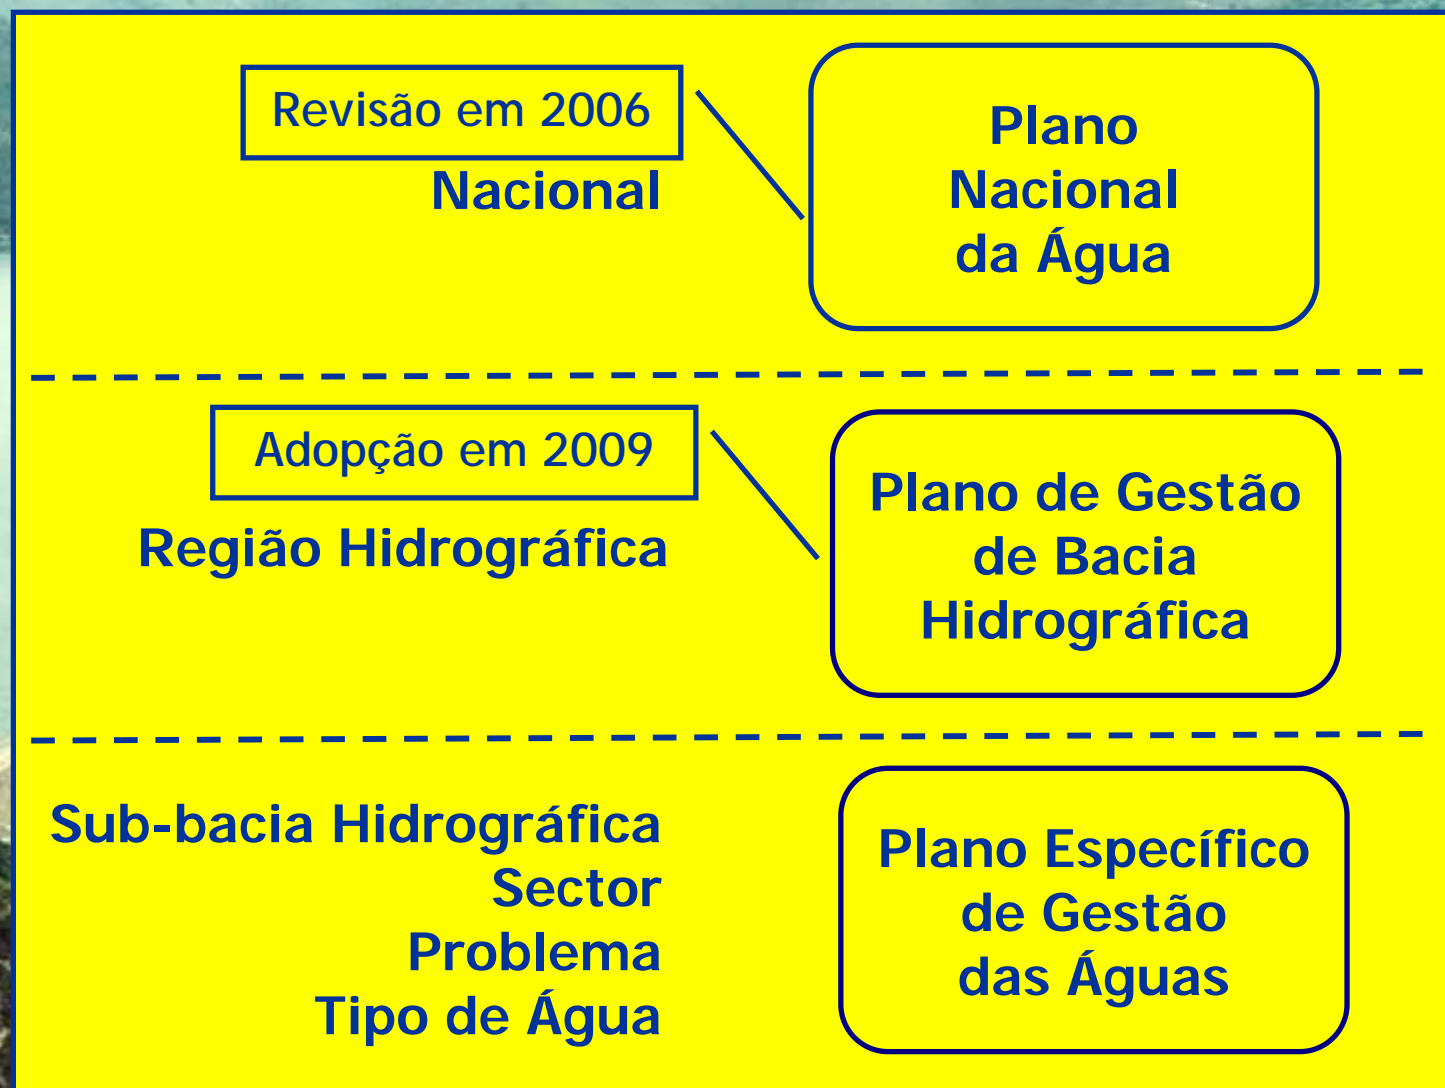 Revisão em 2006
Nacional
Plano
Nacional
da Água
Adopção em 2009
Região Hidrográfica
Plano de Gestão
de Bacia
Hidrográfica
Sub-bacia Hidrográfica
Sector
Problema
Tipo de Água
Plano Específico
de Gestão
das Águas